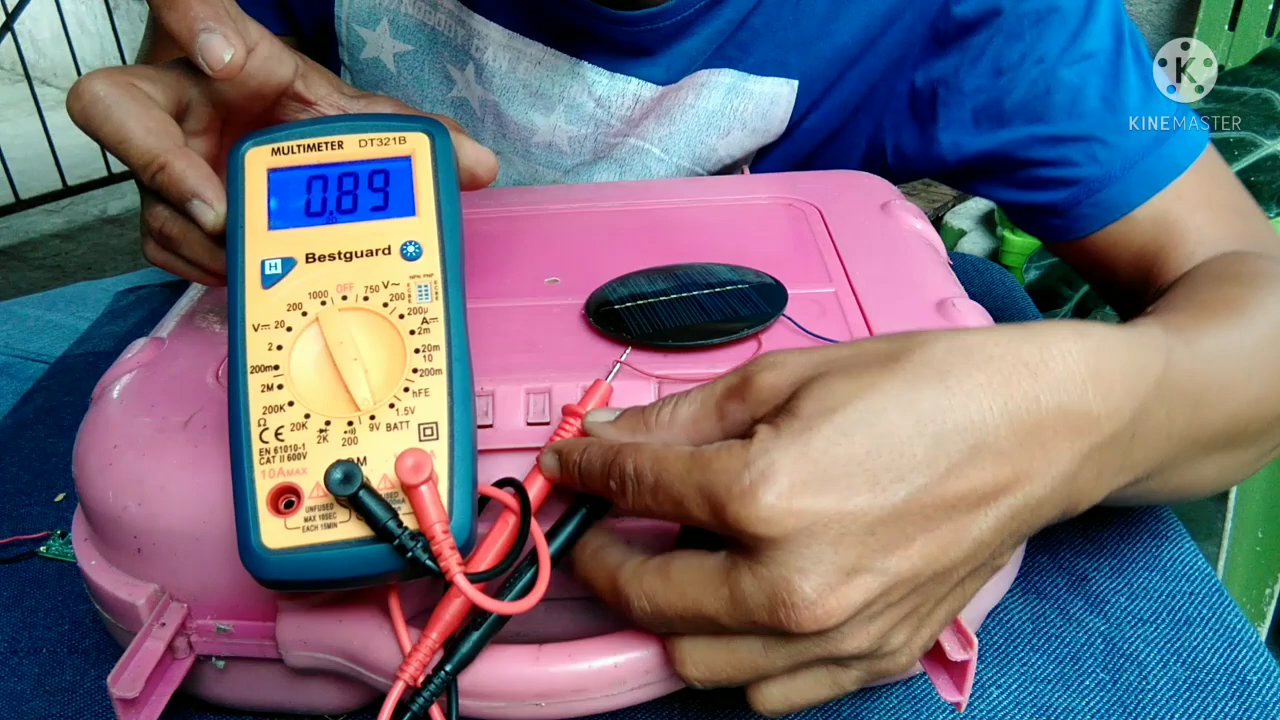 K
KINEMASTER
MULTIMETER DT321B
0.89
Bestguard
H
OFF
1000
750 V~
200
200
NPN PNP
200µ
V⎓ 20
A⎓
2m
2
20m
10
200m
200m
2M
hFE
200K
1.5V
Ω
20K
2K
200
9V
BATT
CE
EN 61010-1
CAT II 600V
10AMAX
UNFUSED
MAX 10SEC
EACH 15MIN